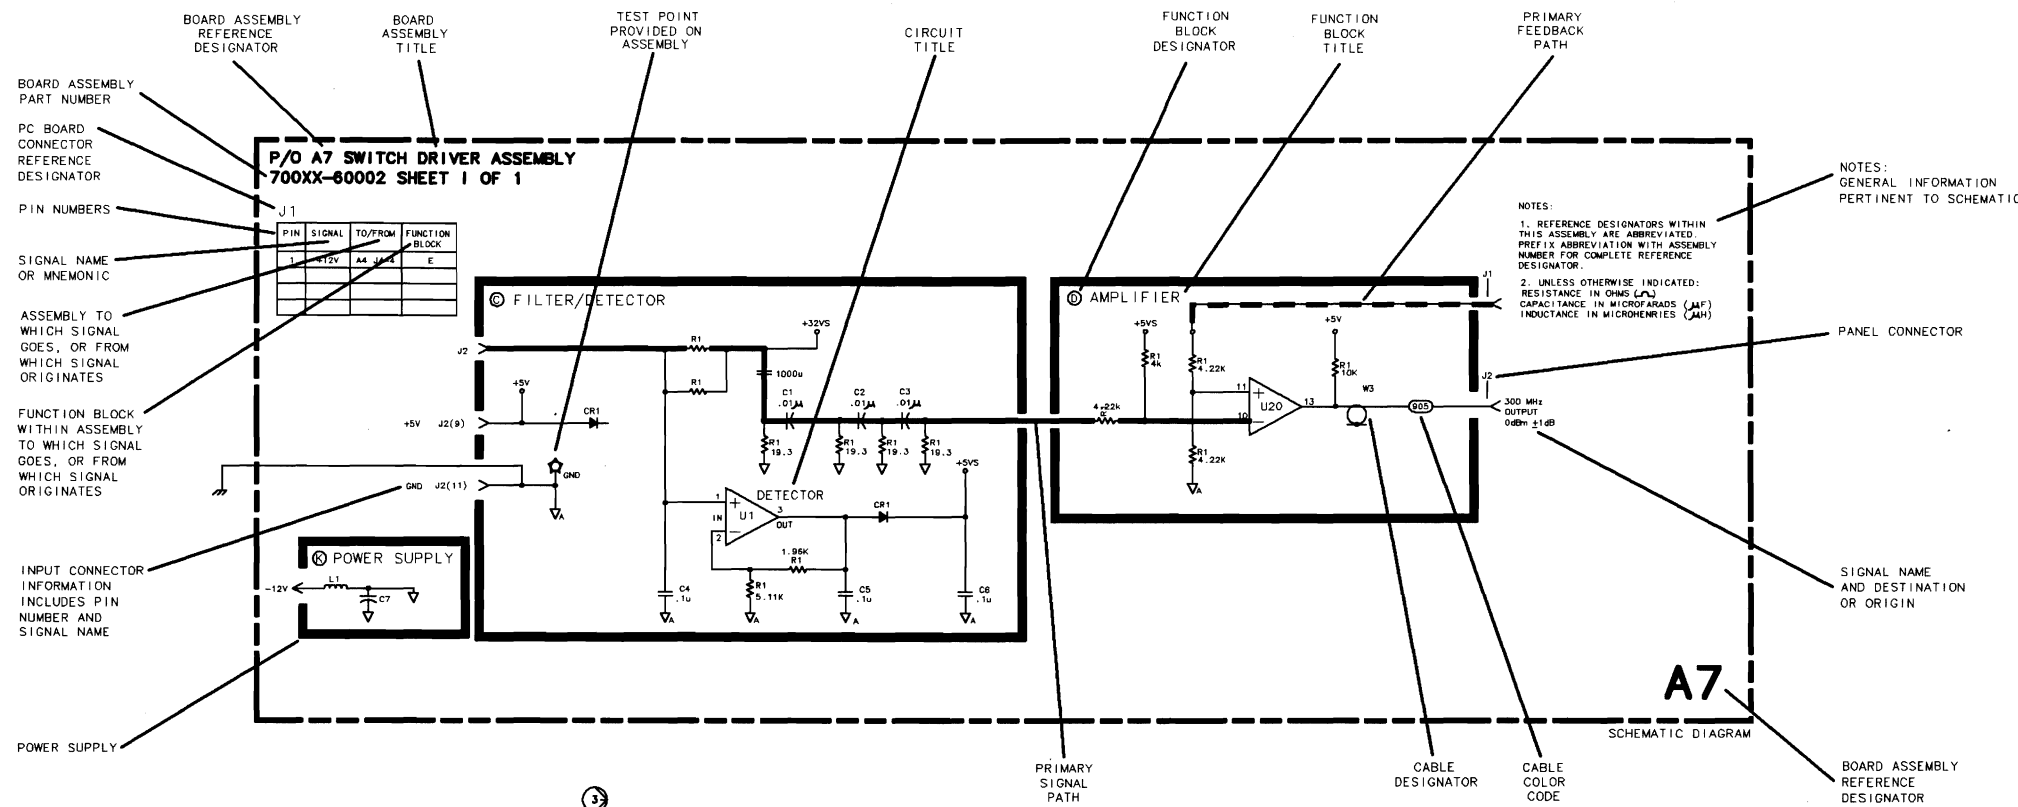 BOARD ASSEMBLY
REFERENCE
DESIGNATOR
BOARD
ASSEMBLY
TITLE
TEST POINT
PROVIDED ON
ASSEMBLY
CIRCUIT
TITLE
FUNCTION
BLOCK
DESIGNATOR
FUNCTION
BLOCK
TITLE
PRIMARY
FEEDBACK
PATH
BOARD ASSEMBLY
PART NUMBER
PC BOARD
CONNECTOR
REFERENCE
DESIGNATOR
PIN NUMBERS
SIGNAL NAME
OR MNEMONIC
ASSEMBLY TO
WHICH SIGNAL
GOES, OR FROM
WHICH SIGNAL
ORIGINATES
FUNCTION BLOCK
WITHIN ASSEMBLY
TO WHICH SIGNAL
GOES, OR FROM
WHICH SIGNAL
ORIGINATES
INPUT CONNECTOR
INFORMATION
INCLUDES PIN
NUMBER AND
SIGNAL NAME
POWER SUPPLY
P/O A7 SWITCH DRIVER ASSEMBLY
700XX-60002 SHEET 1 OF 1
J1
PIN SIGNAL TO/FROM FUNCTION
BLOCK
1 +12V A4 E
C FILTER/DETECTOR
+32VS
J2
R1
R1
1000u
+5V
CR1
+5V J2(9)
C1
.01µ
C2
.01µ
C3
.01µ
R1
19.3
R1
19.3
R1
19.3
R1
19.3
GND
GND J2(11)
A
+5VS
DETECTOR
1
IN
2
U1
3
OUT
CR1
1.96K
R1
R1
5.11K
C4
.1u
C5
.1u
C6
.1u
A
A
A
K POWER SUPPLY
-12V
L1
C7
D AMPLIFIER
+5VS
+5V
R1
4k
R1
4.22K
R1
10K
4.22k
11
10
U20
13
W3
905
R1
4.22K
A
J1
J2
300 MHz
OUTPUT
0dBm ±1dB
NOTES:
1. REFERENCE DESIGNATORS WITHIN
THIS ASSEMBLY ARE ABBREVIATED.
PREFIX ABBREVIATION WITH ASSEMBLY
NUMBER FOR COMPLETE REFERENCE
DESIGNATOR.
2. UNLESS OTHERWISE INDICATED:
RESISTANCE IN OHMS (Ω)
CAPACITANCE IN MICROFARADS (µF)
INDUCTANCE IN MICROHENRIES (µH)
NOTES:
GENERAL INFORMATION
PERTINENT TO SCHEMATIC
PANEL CONNECTOR
SIGNAL NAME
AND DESTINATION
OR ORIGIN
A7
SCHEMATIC DIAGRAM
PRIMARY
SIGNAL
PATH
CABLE
DESIGNATOR
CABLE
COLOR
CODE
BOARD ASSEMBLY
REFERENCE
DESIGNATOR
3